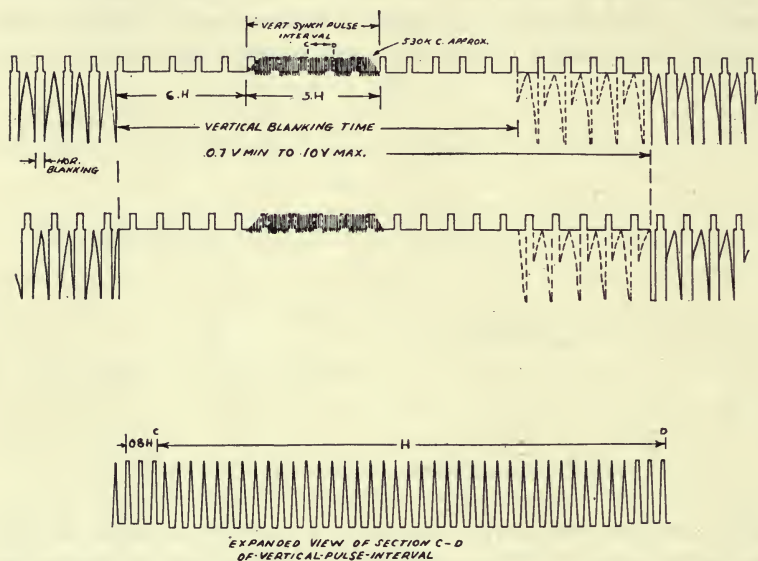 VERT SYNCH PULSE
INTERVAL
C D
530K C. APPROX.
6.H
5.H
VERTICAL BLANKING TIME
HOR.
BLANKING
.07 V MIN TO .10V MAX.
C
D
.08H
H
EXPANDED VIEW OF SECTION C-D
OF-VERTICAL-PULSE-INTERVAL